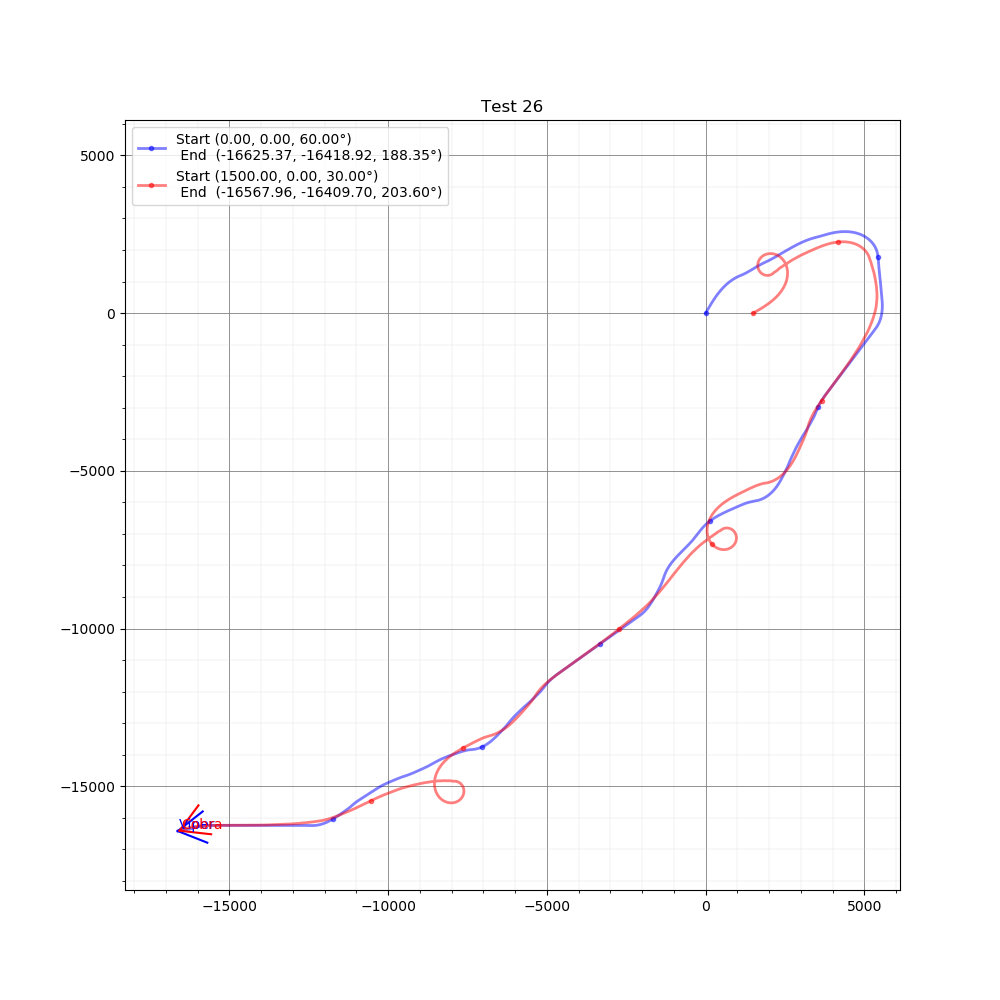 Test 26
Start (0.00, 0.00, 60.00°)
End (-16625.37, -16418.92, 188.35°)
Start (1500.00, 0.00, 30.00°)
End (-16567.96, -16409.70, 203.60°)
5000
0
−5000
−10000
−15000
−15000 −10000 −5000 0 5000